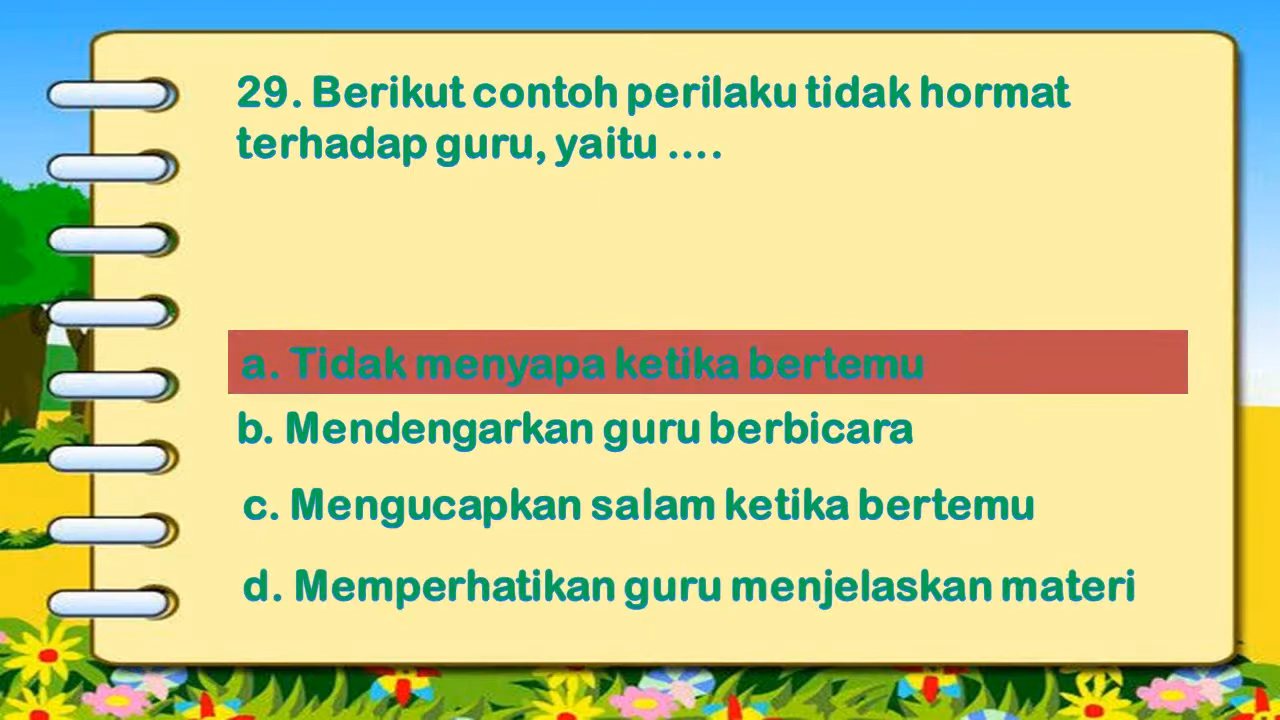 29. Berikut contoh perilaku tidak hormat
terhadap guru, yaitu ....
a. Tidak menyapa ketika bertemu
b. Mendengarkan guru berbicara
c. Mengucapkan salam ketika bertemu
d. Memperhatikan guru menjelaskan materi